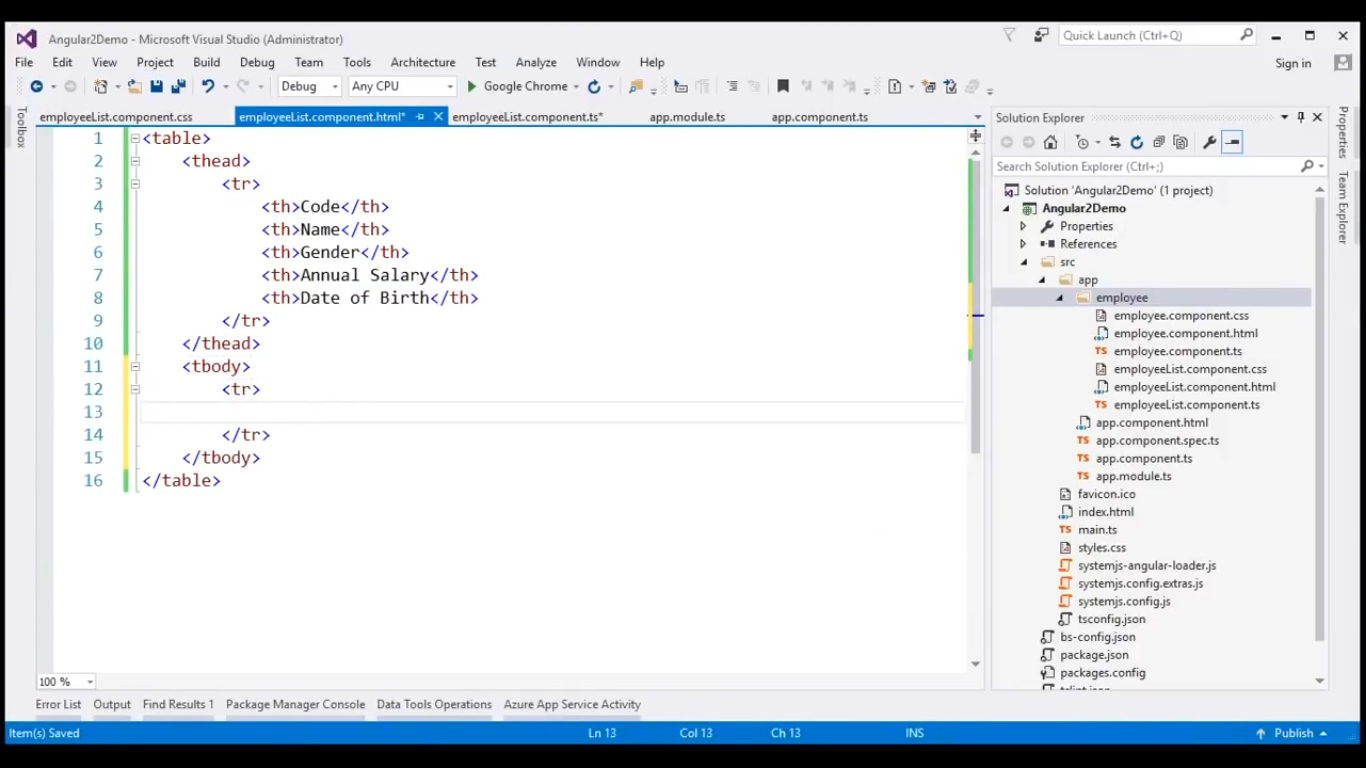 Angular2Demo - Microsoft Visual Studio (Administrator)
Quick Launch (Ctrl+Q)
File Edit View Project Build Debug Team Tools Architecture Test Analyze Window Help
Sign in
Debug Any CPU Google Chrome
Toolbox
employeeList.component.css employeeList.component.html* employeeList.component.ts* app.module.ts app.component.ts
1 <table>
2 <thead>
3 <tr>
4 <th>Code</th>
5 <th>Name</th>
6 <th>Gender</th>
7 <th>Annual Salary</th>
8 <th>Date of Birth</th>
9 </tr>
10 </thead>
11 <tbody>
12 <tr>
13
14 </tr>
15 </tbody>
16 </table>
100 %
Solution Explorer
Search Solution Explorer (Ctrl+;)
Solution 'Angular2Demo' (1 project)
Angular2Demo
Properties
References
src
app
employee
employee.component.css
employee.component.html
TS employee.component.ts
employeeList.component.css
employeeList.component.html
TS employeeList.component.ts
app.component.html
TS app.component.spec.ts
TS app.component.ts
TS app.module.ts
favicon.ico
index.html
TS main.ts
styles.css
systemjs-angular-loader.js
systemjs.config.extras.js
systemjs.config.js
tsconfig.json
bs-config.json
package.json
packages.config
Properties
Team Explorer
Error List Output Find Results 1 Package Manager Console Data Tools Operations Azure App Service Activity
Item(s) Saved Ln 13 Col 13 Ch 13 INS Publish